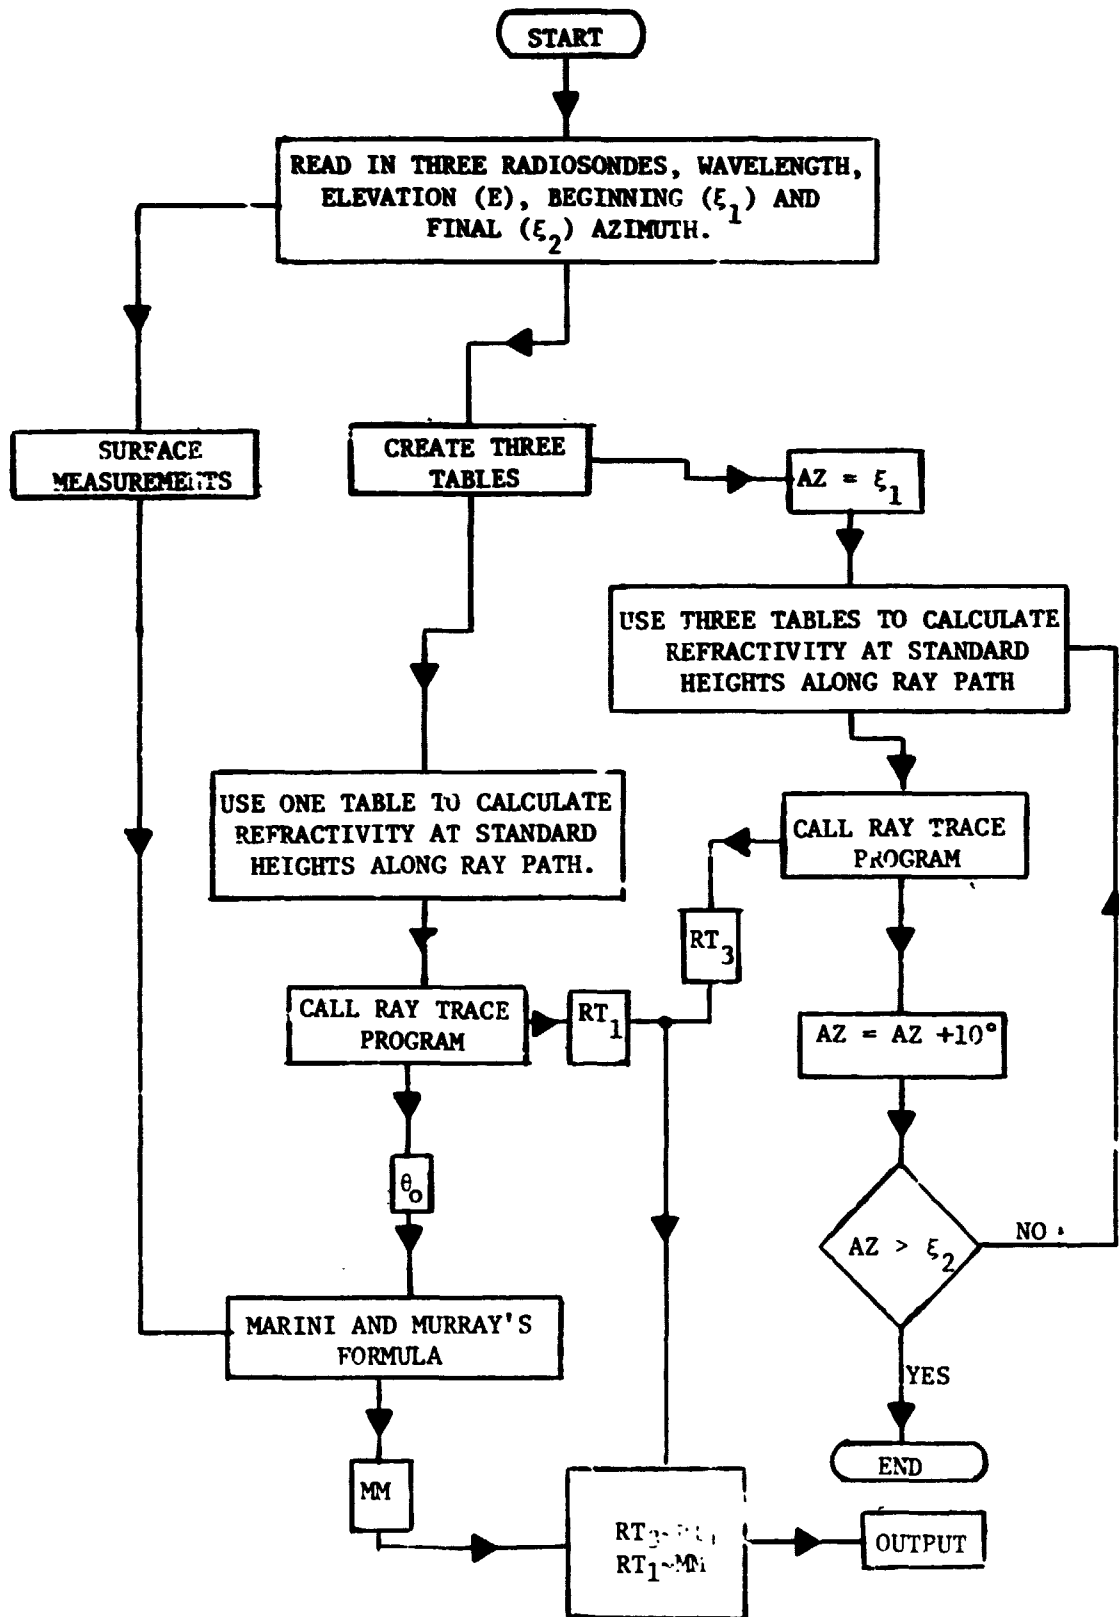 START
READ IN THREE RADIOSONDES, WAVELENGTH,
ELEVATION (E), BEGINNING (ξ1) AND
FINAL (ξ2) AZIMUTH.
SURFACE
MEASUREMENTS
CREATE THREE
TABLES
AZ = ξ1
USE THREE TABLES TO CALCULATE
REFRACTIVITY AT STANDARD
HEIGHTS ALONG RAY PATH
USE ONE TABLE TO CALCULATE
REFRACTIVITY AT STANDARD
HEIGHTS ALONG RAY PATH.
CALL RAY TRACE
PROGRAM
RT3
CALL RAY TRACE
PROGRAM
RT1
AZ = AZ +10°
θo
AZ > ξ2
NO
MARINI AND MURRAY'S
FORMULA
YES
END
MM
RT1-MM
OUTPUT